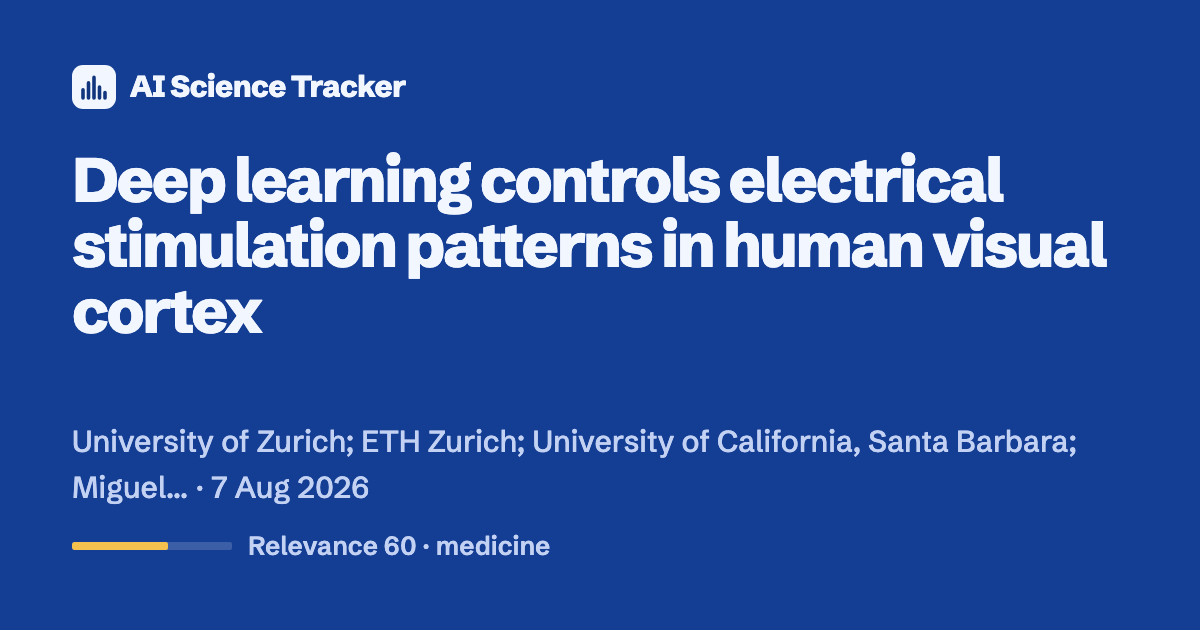 AI Science Tracker
Deep learning controls electrical
stimulation patterns in human visual
cortex
University of Zurich; ETH Zurich; University of California, Santa Barbara;
Miguel... · 7 Aug 2026
Relevance 60 · medicine